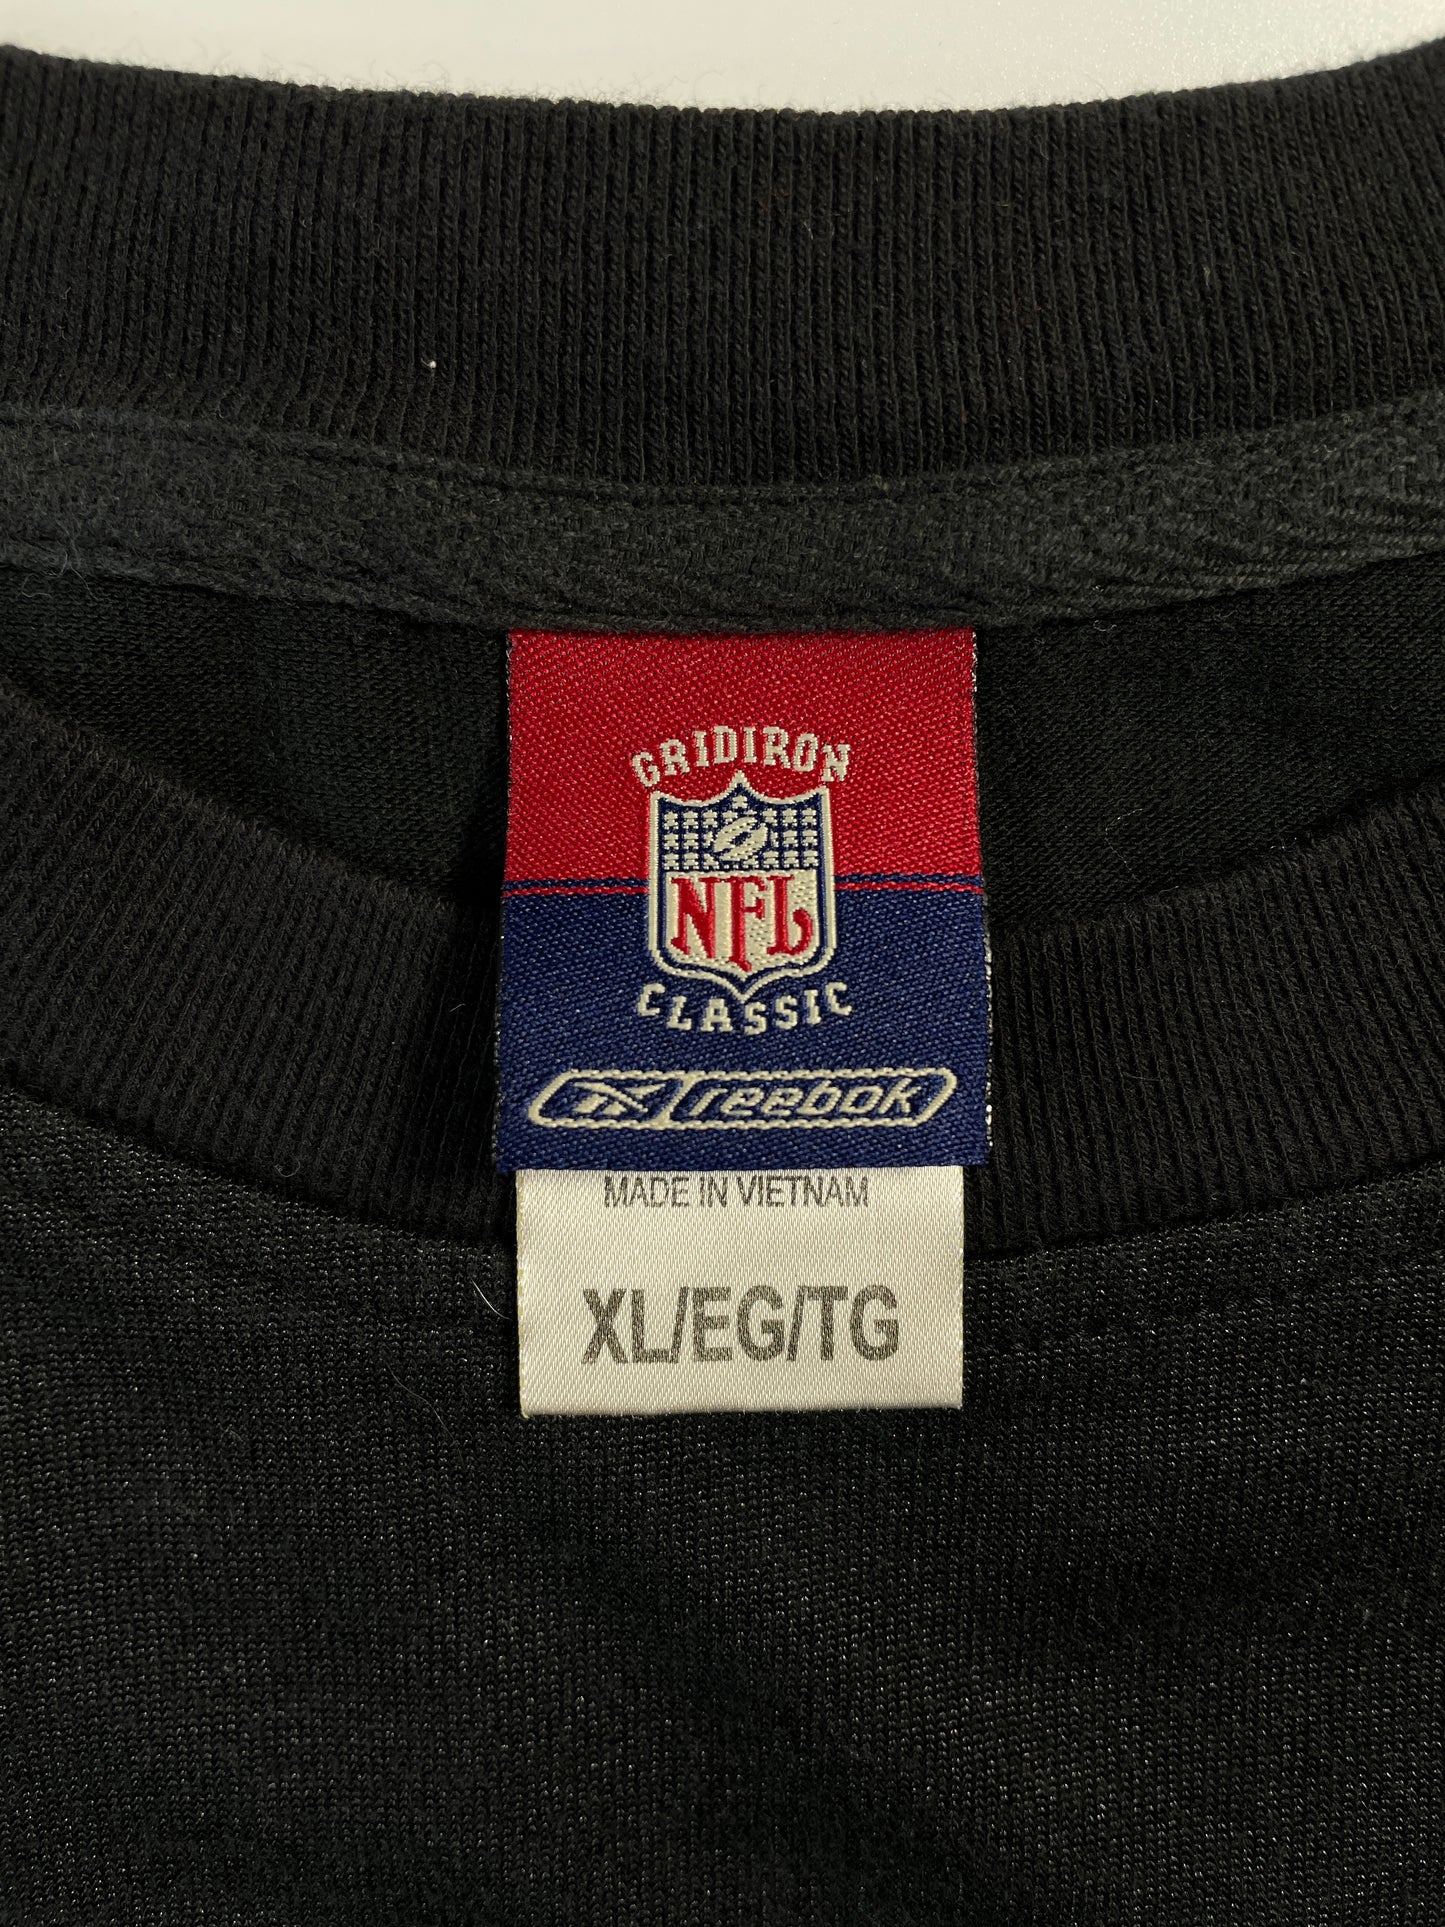 GRIDIRON
NFL
CLASSIC
Reebok
MADE IN VIETNAM
XL/EG/TG